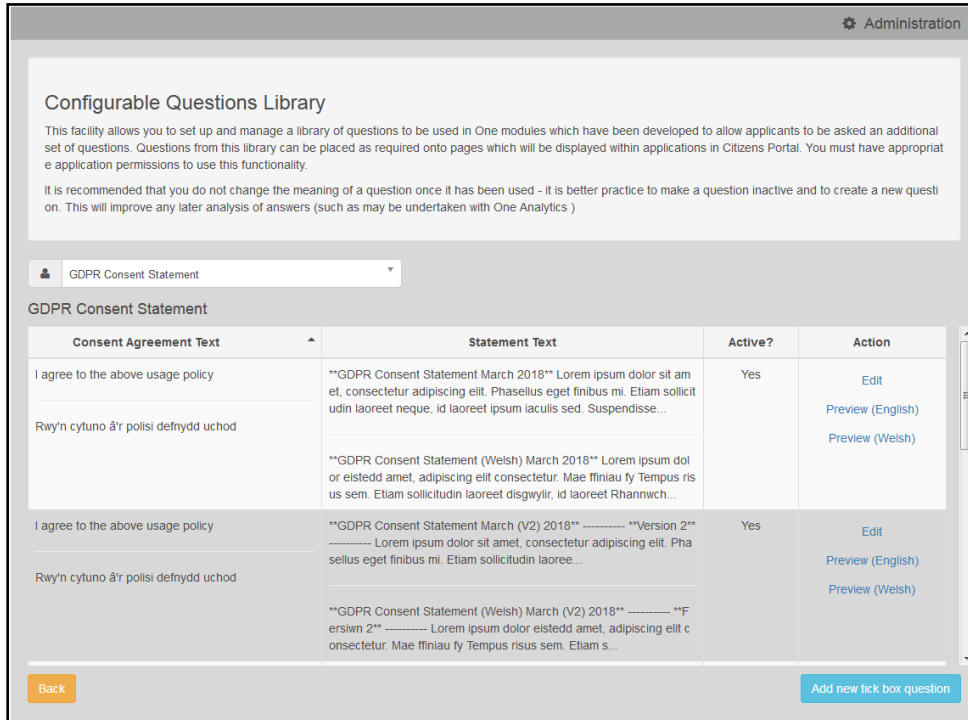 Administration
Configurable Questions Library
This facility allows you to set up and manage a library of questions to be used in One modules which have been developed to allow applicants to be asked an additional
set of questions. Questions from this library can be placed as required onto pages which will be displayed within applications in Citizens Portal. You must have appropriat
e application permissions to use this functionality.
It is recommended that you do not change the meaning of a question once it has been used - it is better practice to make a question inactive and to create a new questi
on. This will improve any later analysis of answers (such as may be undertaken with One Analytics )
GDPR Consent Statement
GDPR Consent Statement
Consent Agreement Text Statement Text Active? Action
I agree to the above usage policy
Rwy'n cytuno â'r polisi defnydd uchod
**GDPR Consent Statement March 2018** Lorem ipsum dolor sit am
et, consectetur adipiscing elit. Phasellus eget finibus mi. Etiam sollicit
udin laoreet neque, id laoreet ipsum iaculis sed. Suspendisse...
**GDPR Consent Statement (Welsh) March 2018** Lorem ipsum dol
or eistedd amet, adipiscing elit consectetur. Mae ffiniau fy Tempus ris
us sem. Etiam sollicitudin laoreet disgwylir, id laoreet Rhannwch...
Yes
Edit
Preview (English)
Preview (Welsh)
I agree to the above usage policy
Rwy'n cytuno â'r polisi defnydd uchod
**GDPR Consent Statement March (V2) 2018** ---------- **Version 2**
---------- Lorem ipsum dolor sit amet, consectetur adipiscing elit. Pha
sellus eget finibus mi. Etiam sollicitudin laoree...
**GDPR Consent Statement (Welsh) March (V2) 2018** ---------- **F
ersiwn 2** ---------- Lorem ipsum dolor eistedd amet, adipiscing elit c
onsectetur. Mae ffiniau fy Tempus risus sem. Etiam s...
Yes
Edit
Preview (English)
Preview (Welsh)
Back
Add new tick box question